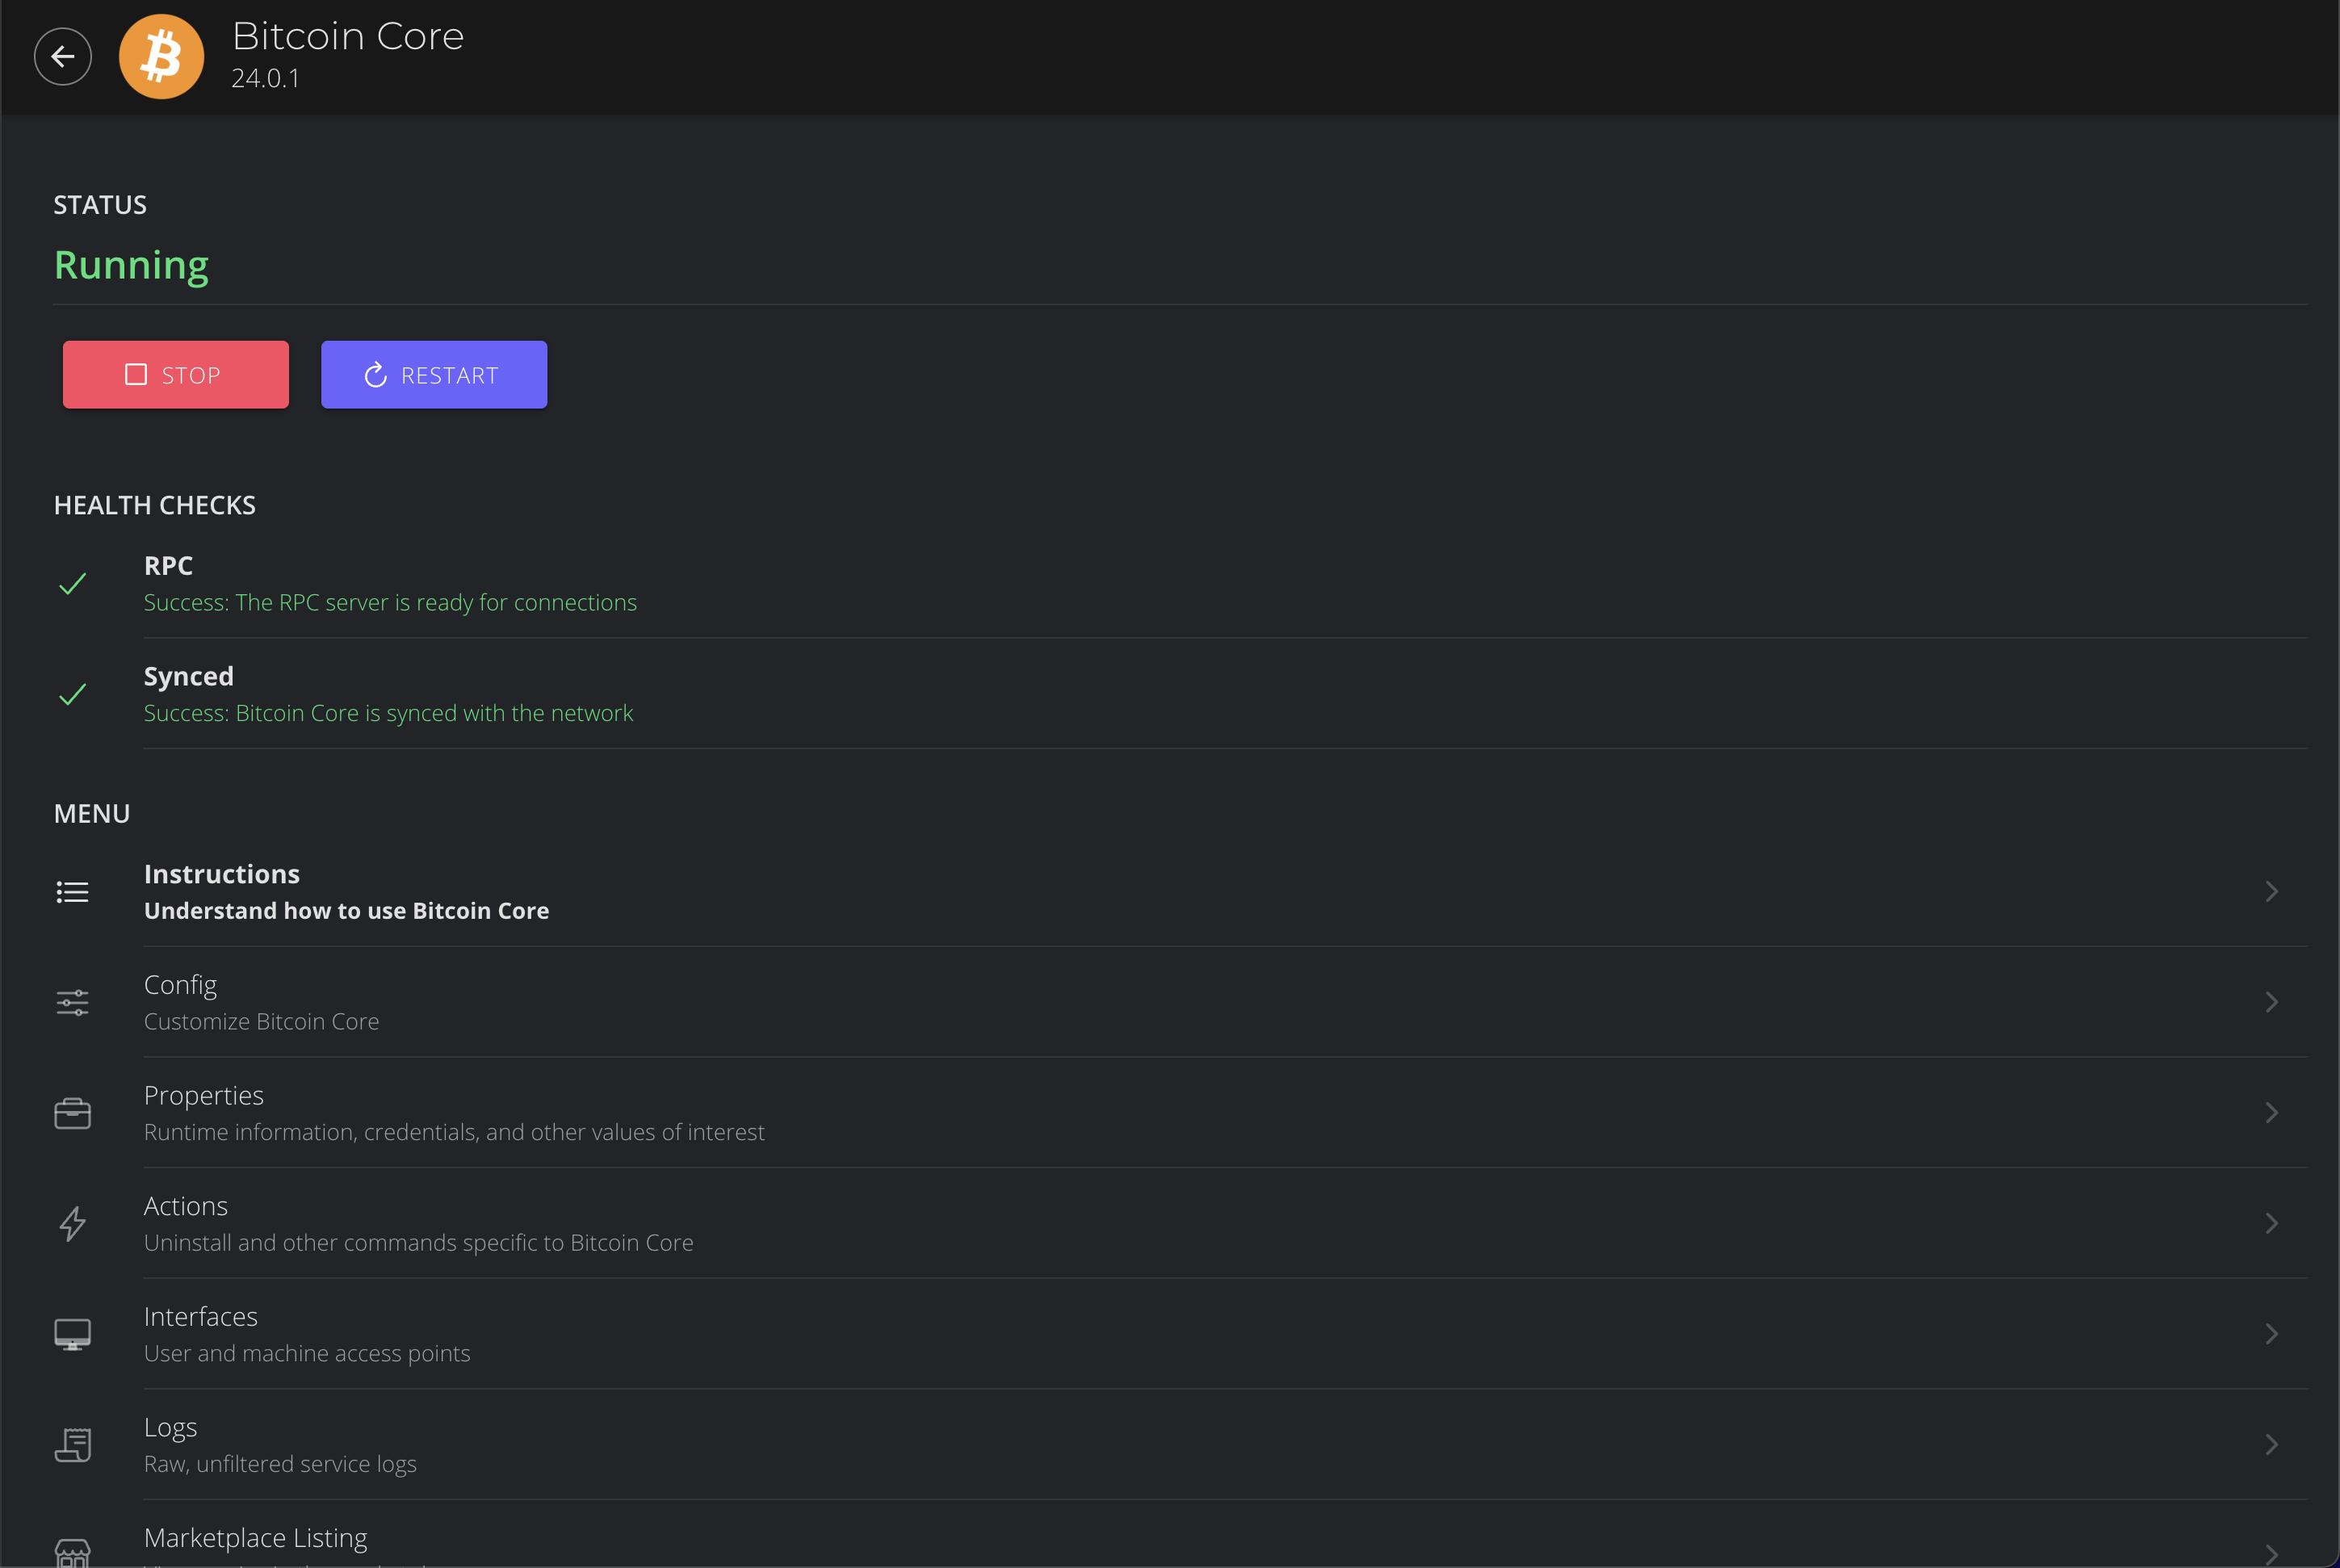 Bitcoin Core
24.0.1
STATUS
Running
STOP
RESTART
HEALTH CHECKS
RPC
Success: The RPC server is ready for connections
Synced
Success: Bitcoin Core is synced with the network
MENU
Instructions
Understand how to use Bitcoin Core
Config
Customize Bitcoin Core
Properties
Runtime information, credentials, and other values of interest
Actions
Uninstall and other commands specific to Bitcoin Core
Interfaces
User and machine access points
Logs
Raw, unfiltered service logs
Marketplace Listing